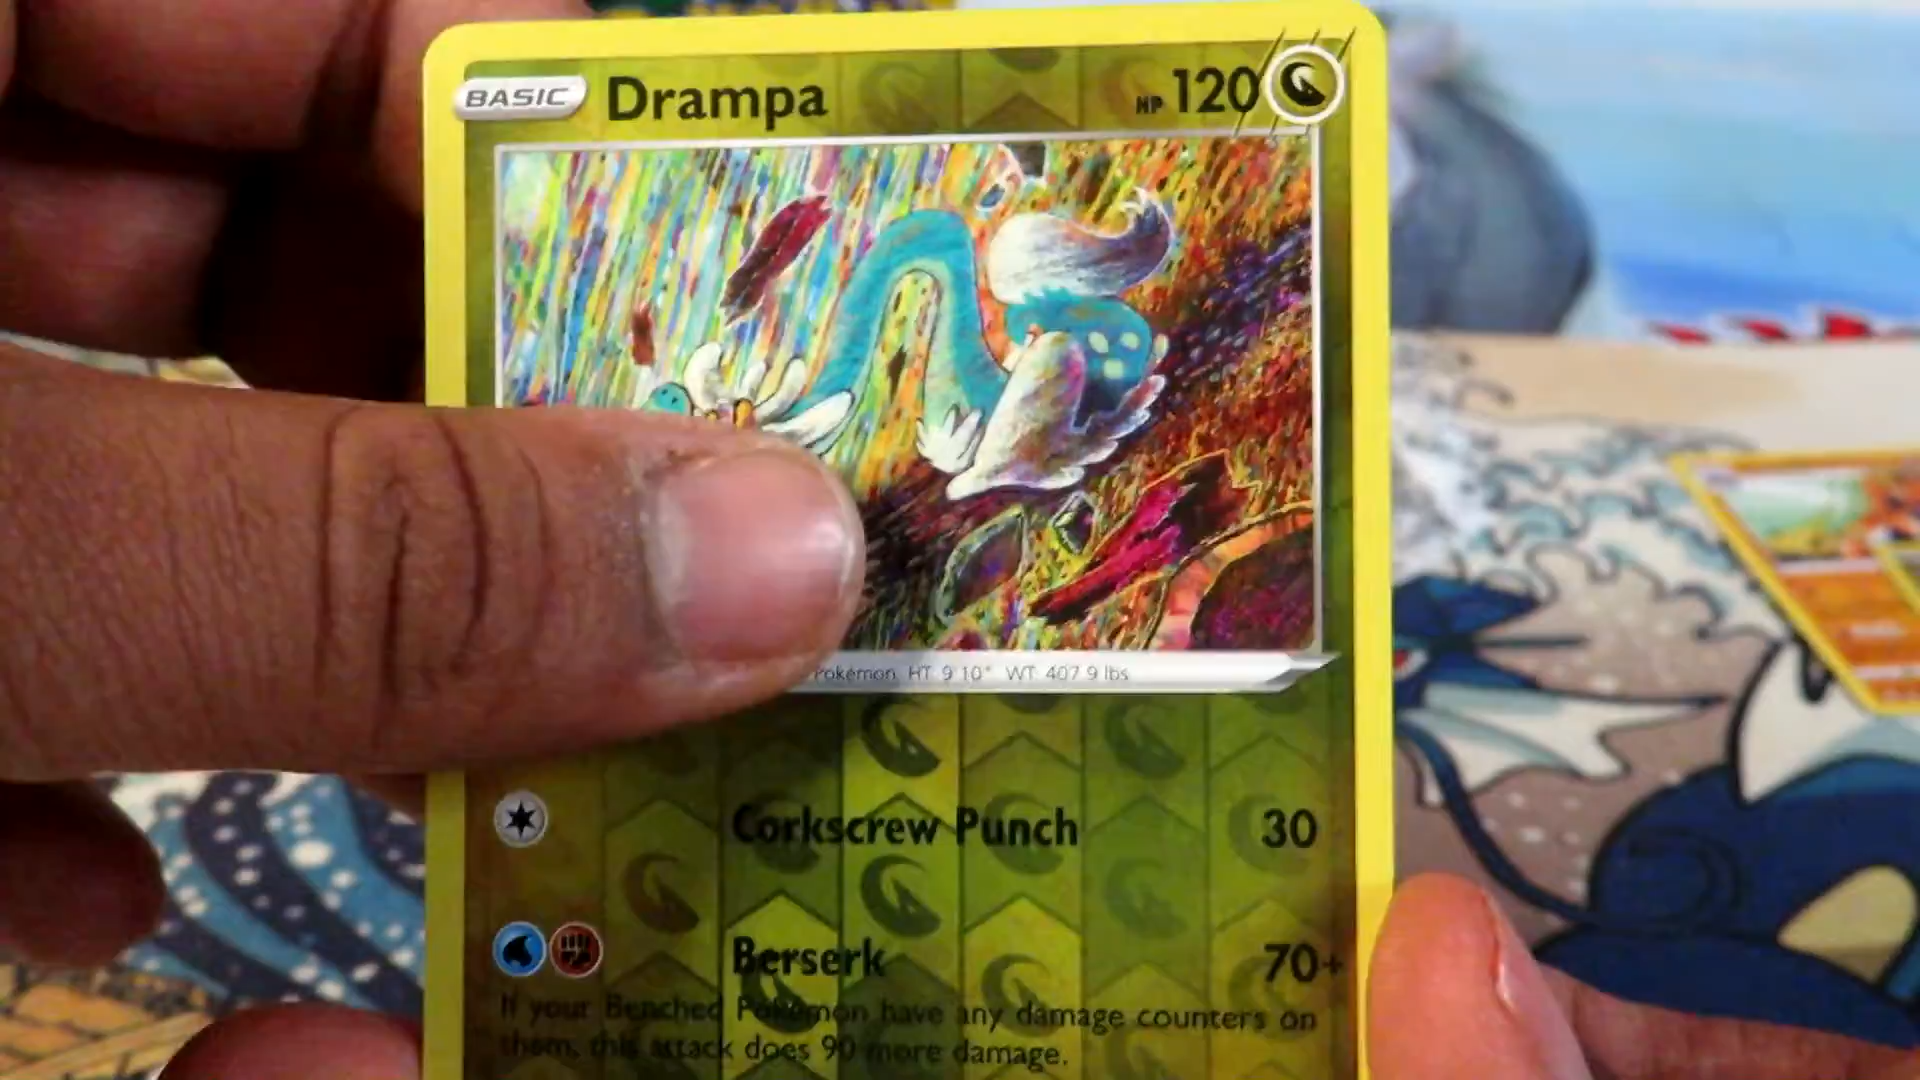 BASIC Drampa HP 120
Pokémon HT 9'10" WT 407.9 lbs
Corkscrew Punch 30
Berserk 70+
If your Benched Pokémon have any damage counters on
them, this attack does 90 more damage.